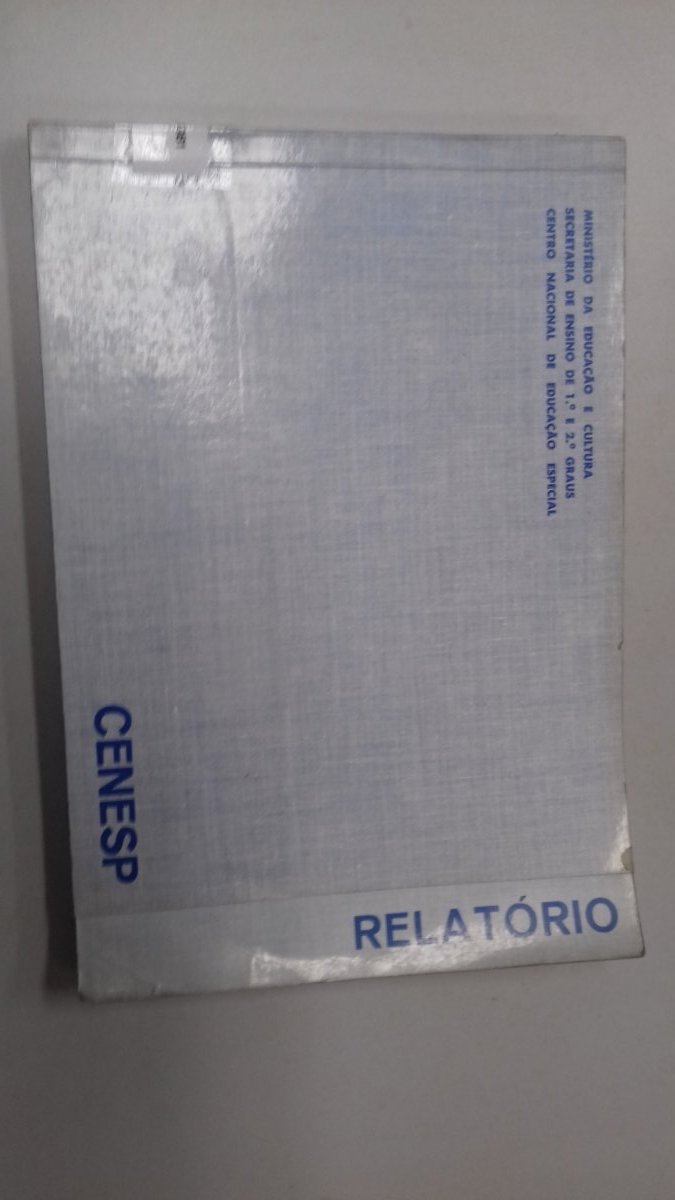 MINISTÉRIO DA EDUCAÇÃO E CULTURA
SECRETARIA DE ENSINO DE 1.º E 2.º GRAUS
CENTRO NACIONAL DE EDUCAÇÃO ESPECIAL
CENESP
RELATÓRIO